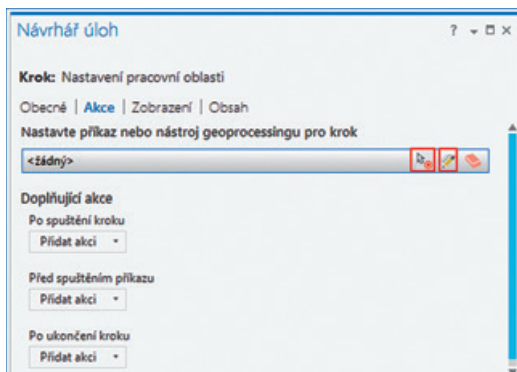 Návrhář úloh
Krok: Nastavení pracovní oblasti
Obecné | Akce | Zobrazení | Obsah
Nastavte příkaz nebo nástroj geoprocessingu pro krok
<žádný>
Doplňující akce
Po spuštění kroku
Přidat akci
Před spuštěním příkazu
Přidat akci
Po ukončení kroku
Přidat akci